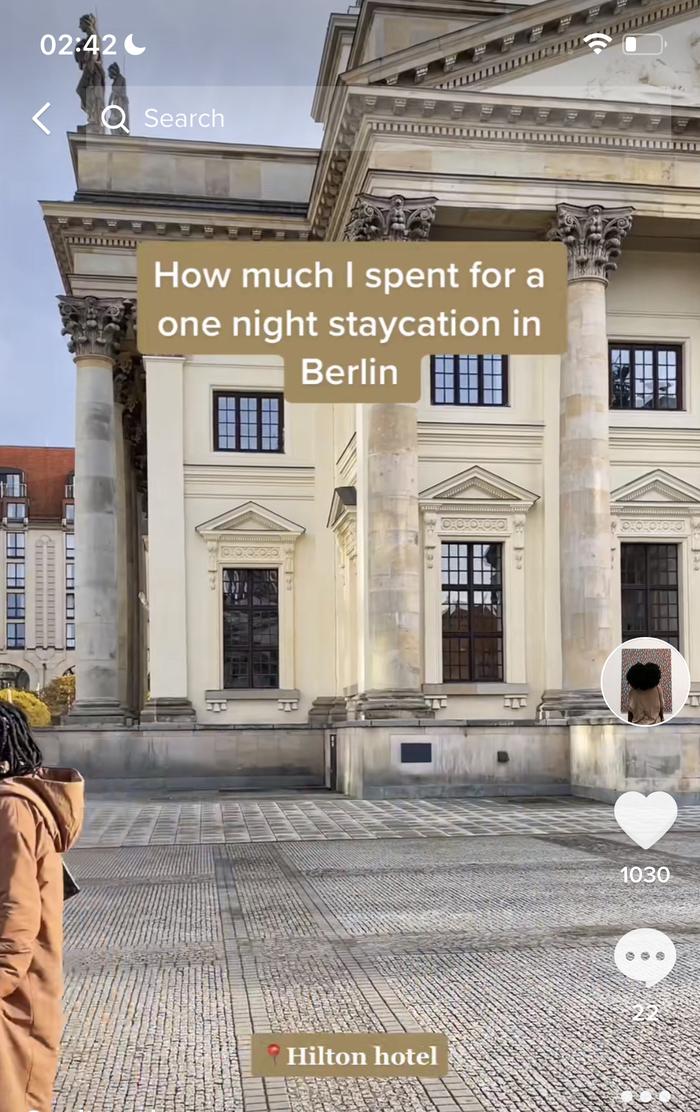 02:42
Search
How much I spent for a
one night staycation in
Berlin
1030
22
📍Hilton hotel